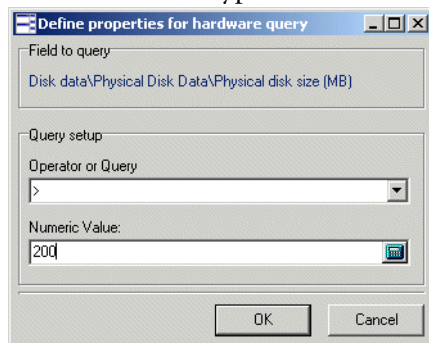 Define properties for hardware query
Field to query
Disk data\Physical Disk Data\Physical disk size (MB)
Query setup
Operator or Query
>
Numeric Value:
200
OK Cancel